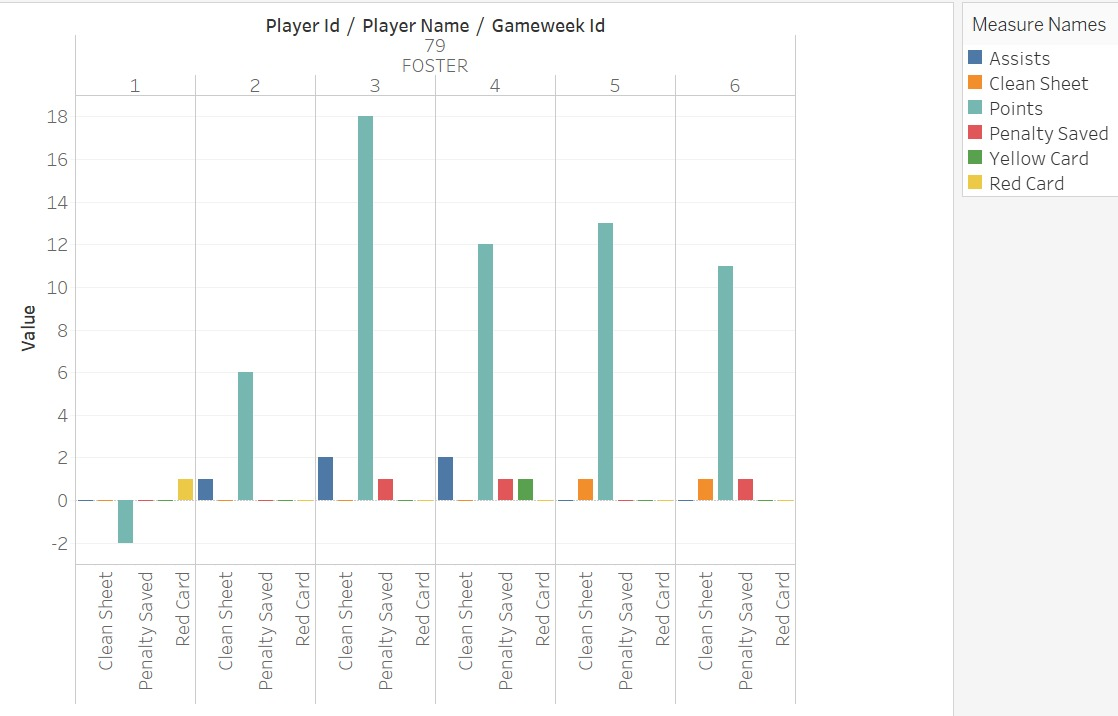 Player Id / Player Name / Gameweek Id
79
FOSTER
1 2 3 4 5 6
Value
18
16
14
12
10
8
6
4
2
0
-2
Clean Sheet Penalty Saved Red Card Clean Sheet Penalty Saved Red Card Clean Sheet Penalty Saved Red Card Clean Sheet Penalty Saved Red Card Clean Sheet Penalty Saved Red Card Clean Sheet Penalty Saved Red Card
Measure Names
Assists
Clean Sheet
Points
Penalty Saved
Yellow Card
Red Card